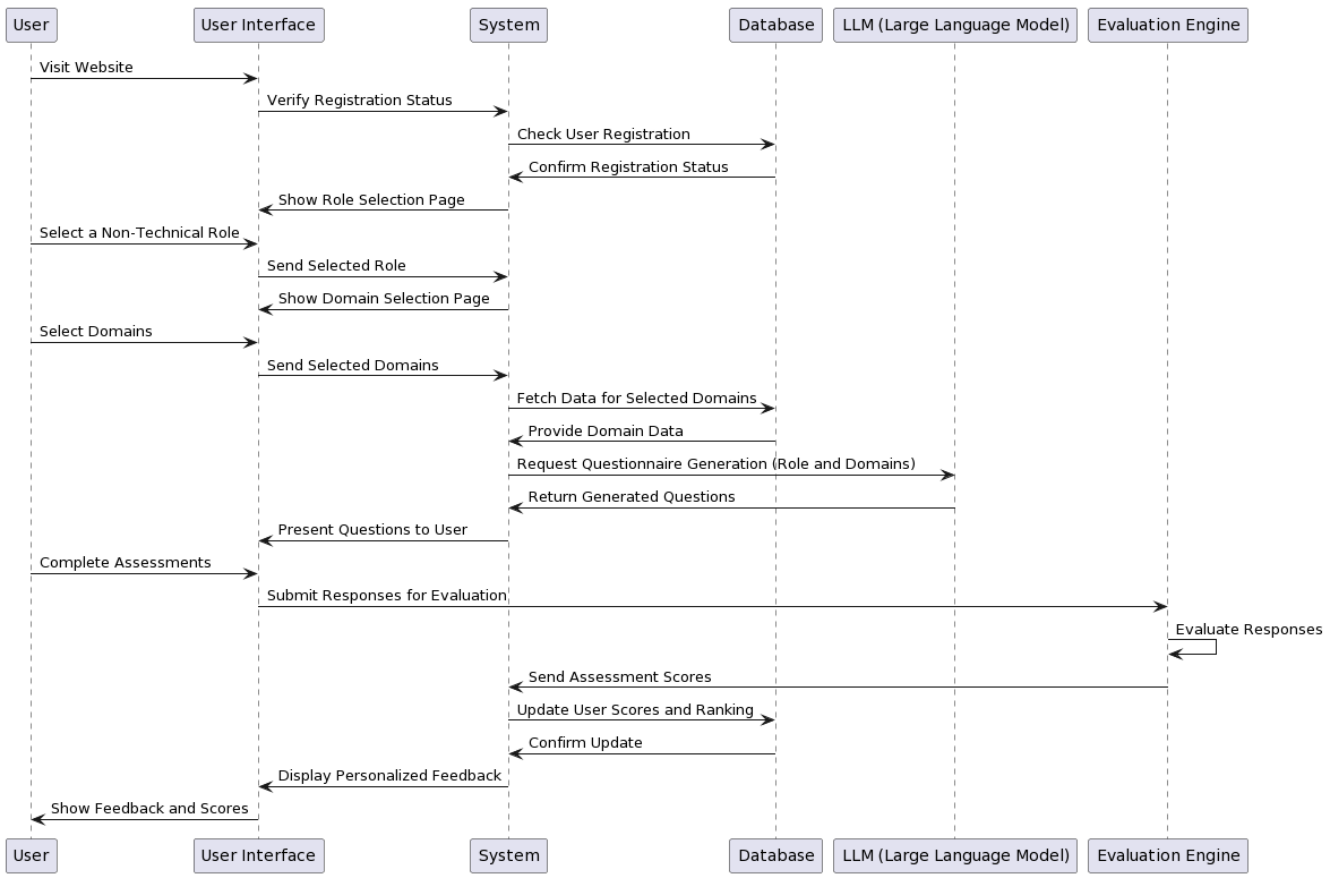 User
User Interface
System
Database
LLM (Large Language Model)
Evaluation Engine
Visit Website
Verify Registration Status
Check User Registration
Confirm Registration Status
Show Role Selection Page
Select a Non-Technical Role
Send Selected Role
Show Domain Selection Page
Select Domains
Send Selected Domains
Fetch Data for Selected Domains
Provide Domain Data
Request Questionnaire Generation (Role and Domains)
Return Generated Questions
Present Questions to User
Complete Assessments
Submit Responses for Evaluation
Evaluate Responses
Send Assessment Scores
Update User Scores and Ranking
Confirm Update
Display Personalized Feedback
Show Feedback and Scores
User
User Interface
System
Database
LLM (Large Language Model)
Evaluation Engine